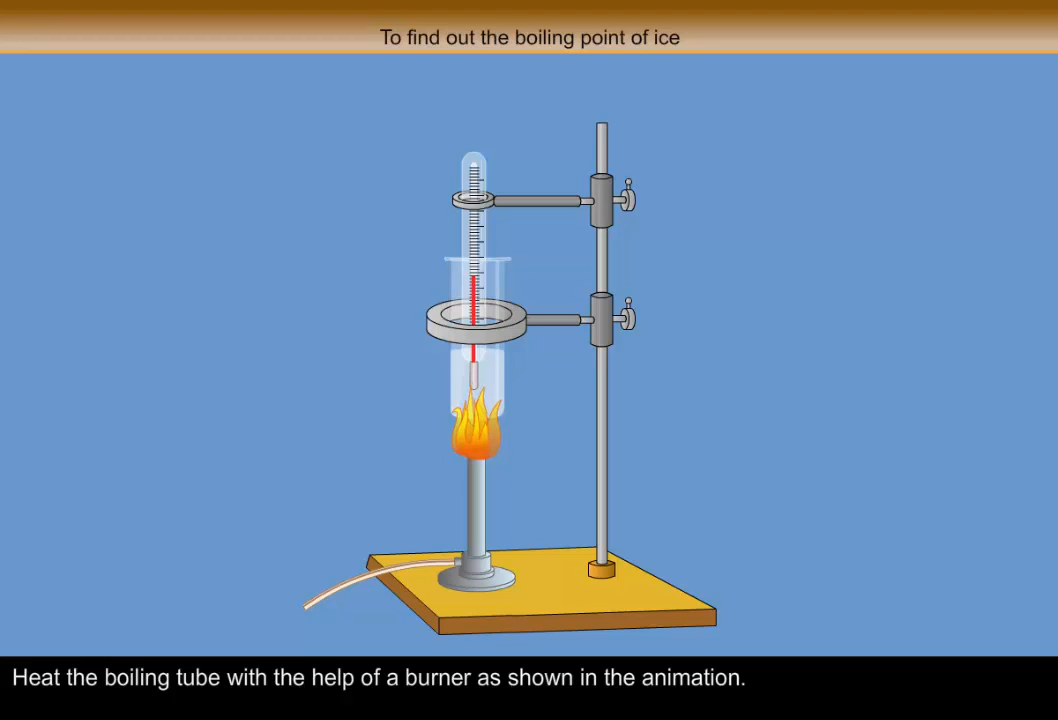 To find out the boiling point of ice
Heat the boiling tube with the help of a burner as shown in the animation.